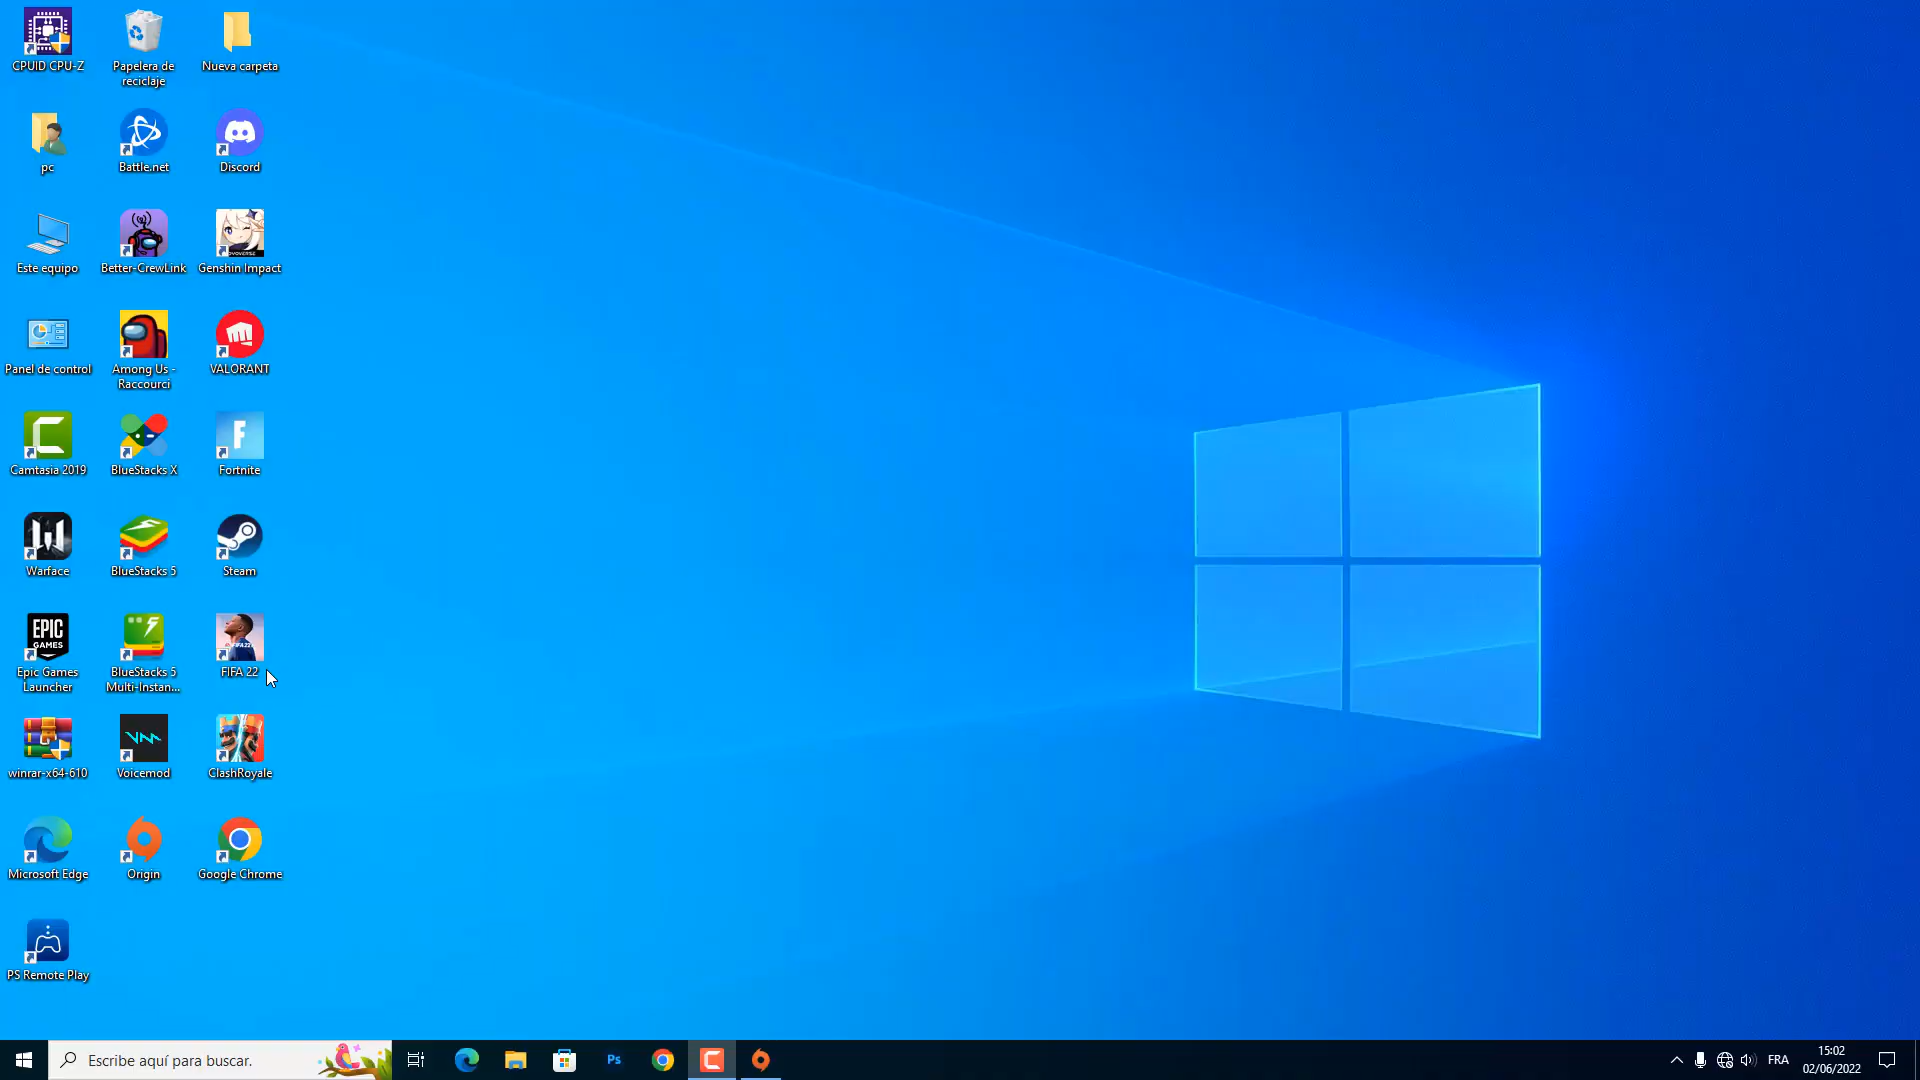 CPUID CPU-Z
Papelera de
reciclaje
Nueva carpeta
pc
Battle.net
Discord
Este equipo
Better-CrewLink
Genshin Impact
Panel de control
Among Us -
Raccourci
VALORANT
Camtasia 2019
BlueStacks X
F
Fortnite
Warface
BlueStacks 5
Steam
EPIC
GAMES
Epic Games
Launcher
BlueStacks 5
Multi-Instan...
FIFA 22
winrar-x64-610
Voicemod
ClashRoyale
Microsoft Edge
Origin
Google Chrome
PS Remote Play
Escribe aquí para buscar.
Ps
FRA
15:02
02/06/2022